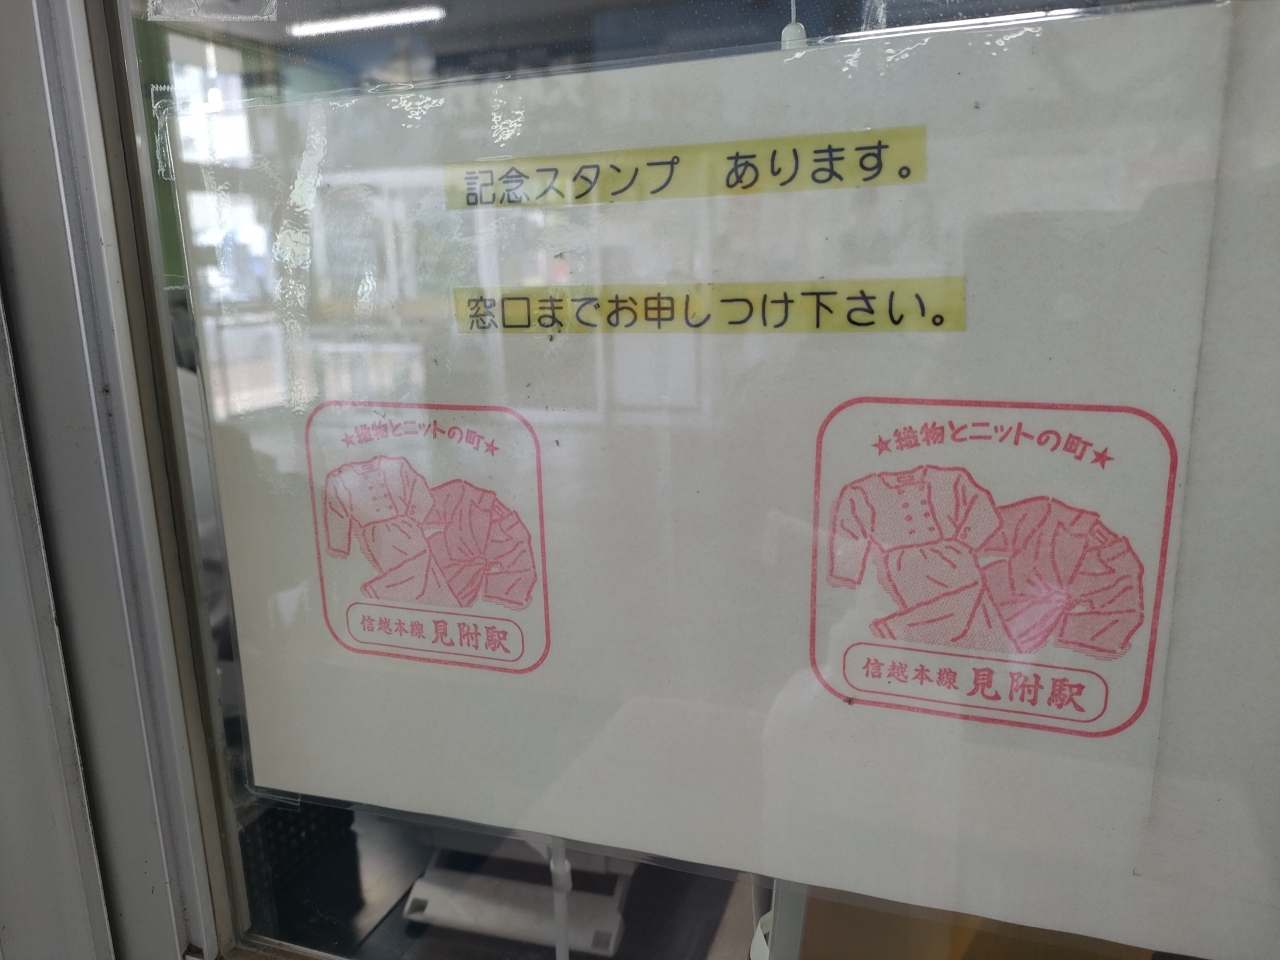 記念スタンプ　あります。
窓口までお申しつけ下さい。
★織物とニットの町★
信越本線 見附駅
★織物とニットの町★
信越本線 見附駅